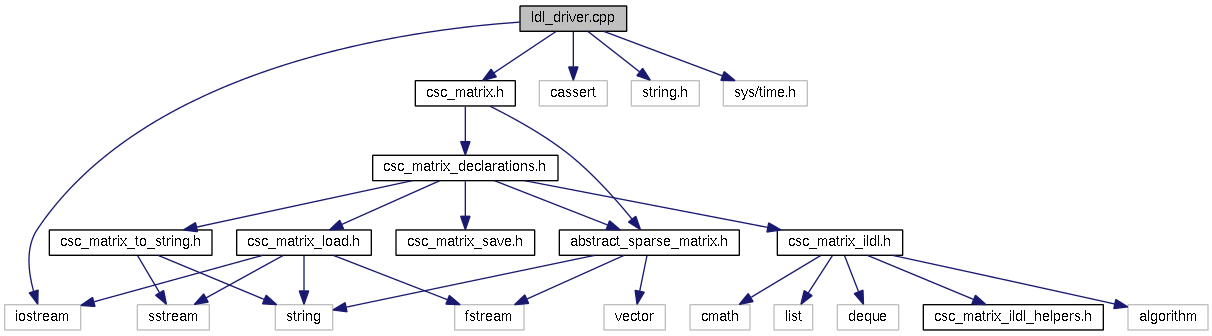 ldl_driver.cpp
csc_matrix.h
cassert
string.h
sys/time.h
csc_matrix_declarations.h
csc_matrix_to_string.h
csc_matrix_load.h
csc_matrix_save.h
abstract_sparse_matrix.h
csc_matrix_ildl.h
iostream
sstream
string
fstream
vector
cmath
list
deque
csc_matrix_ildl_helpers.h
algorithm